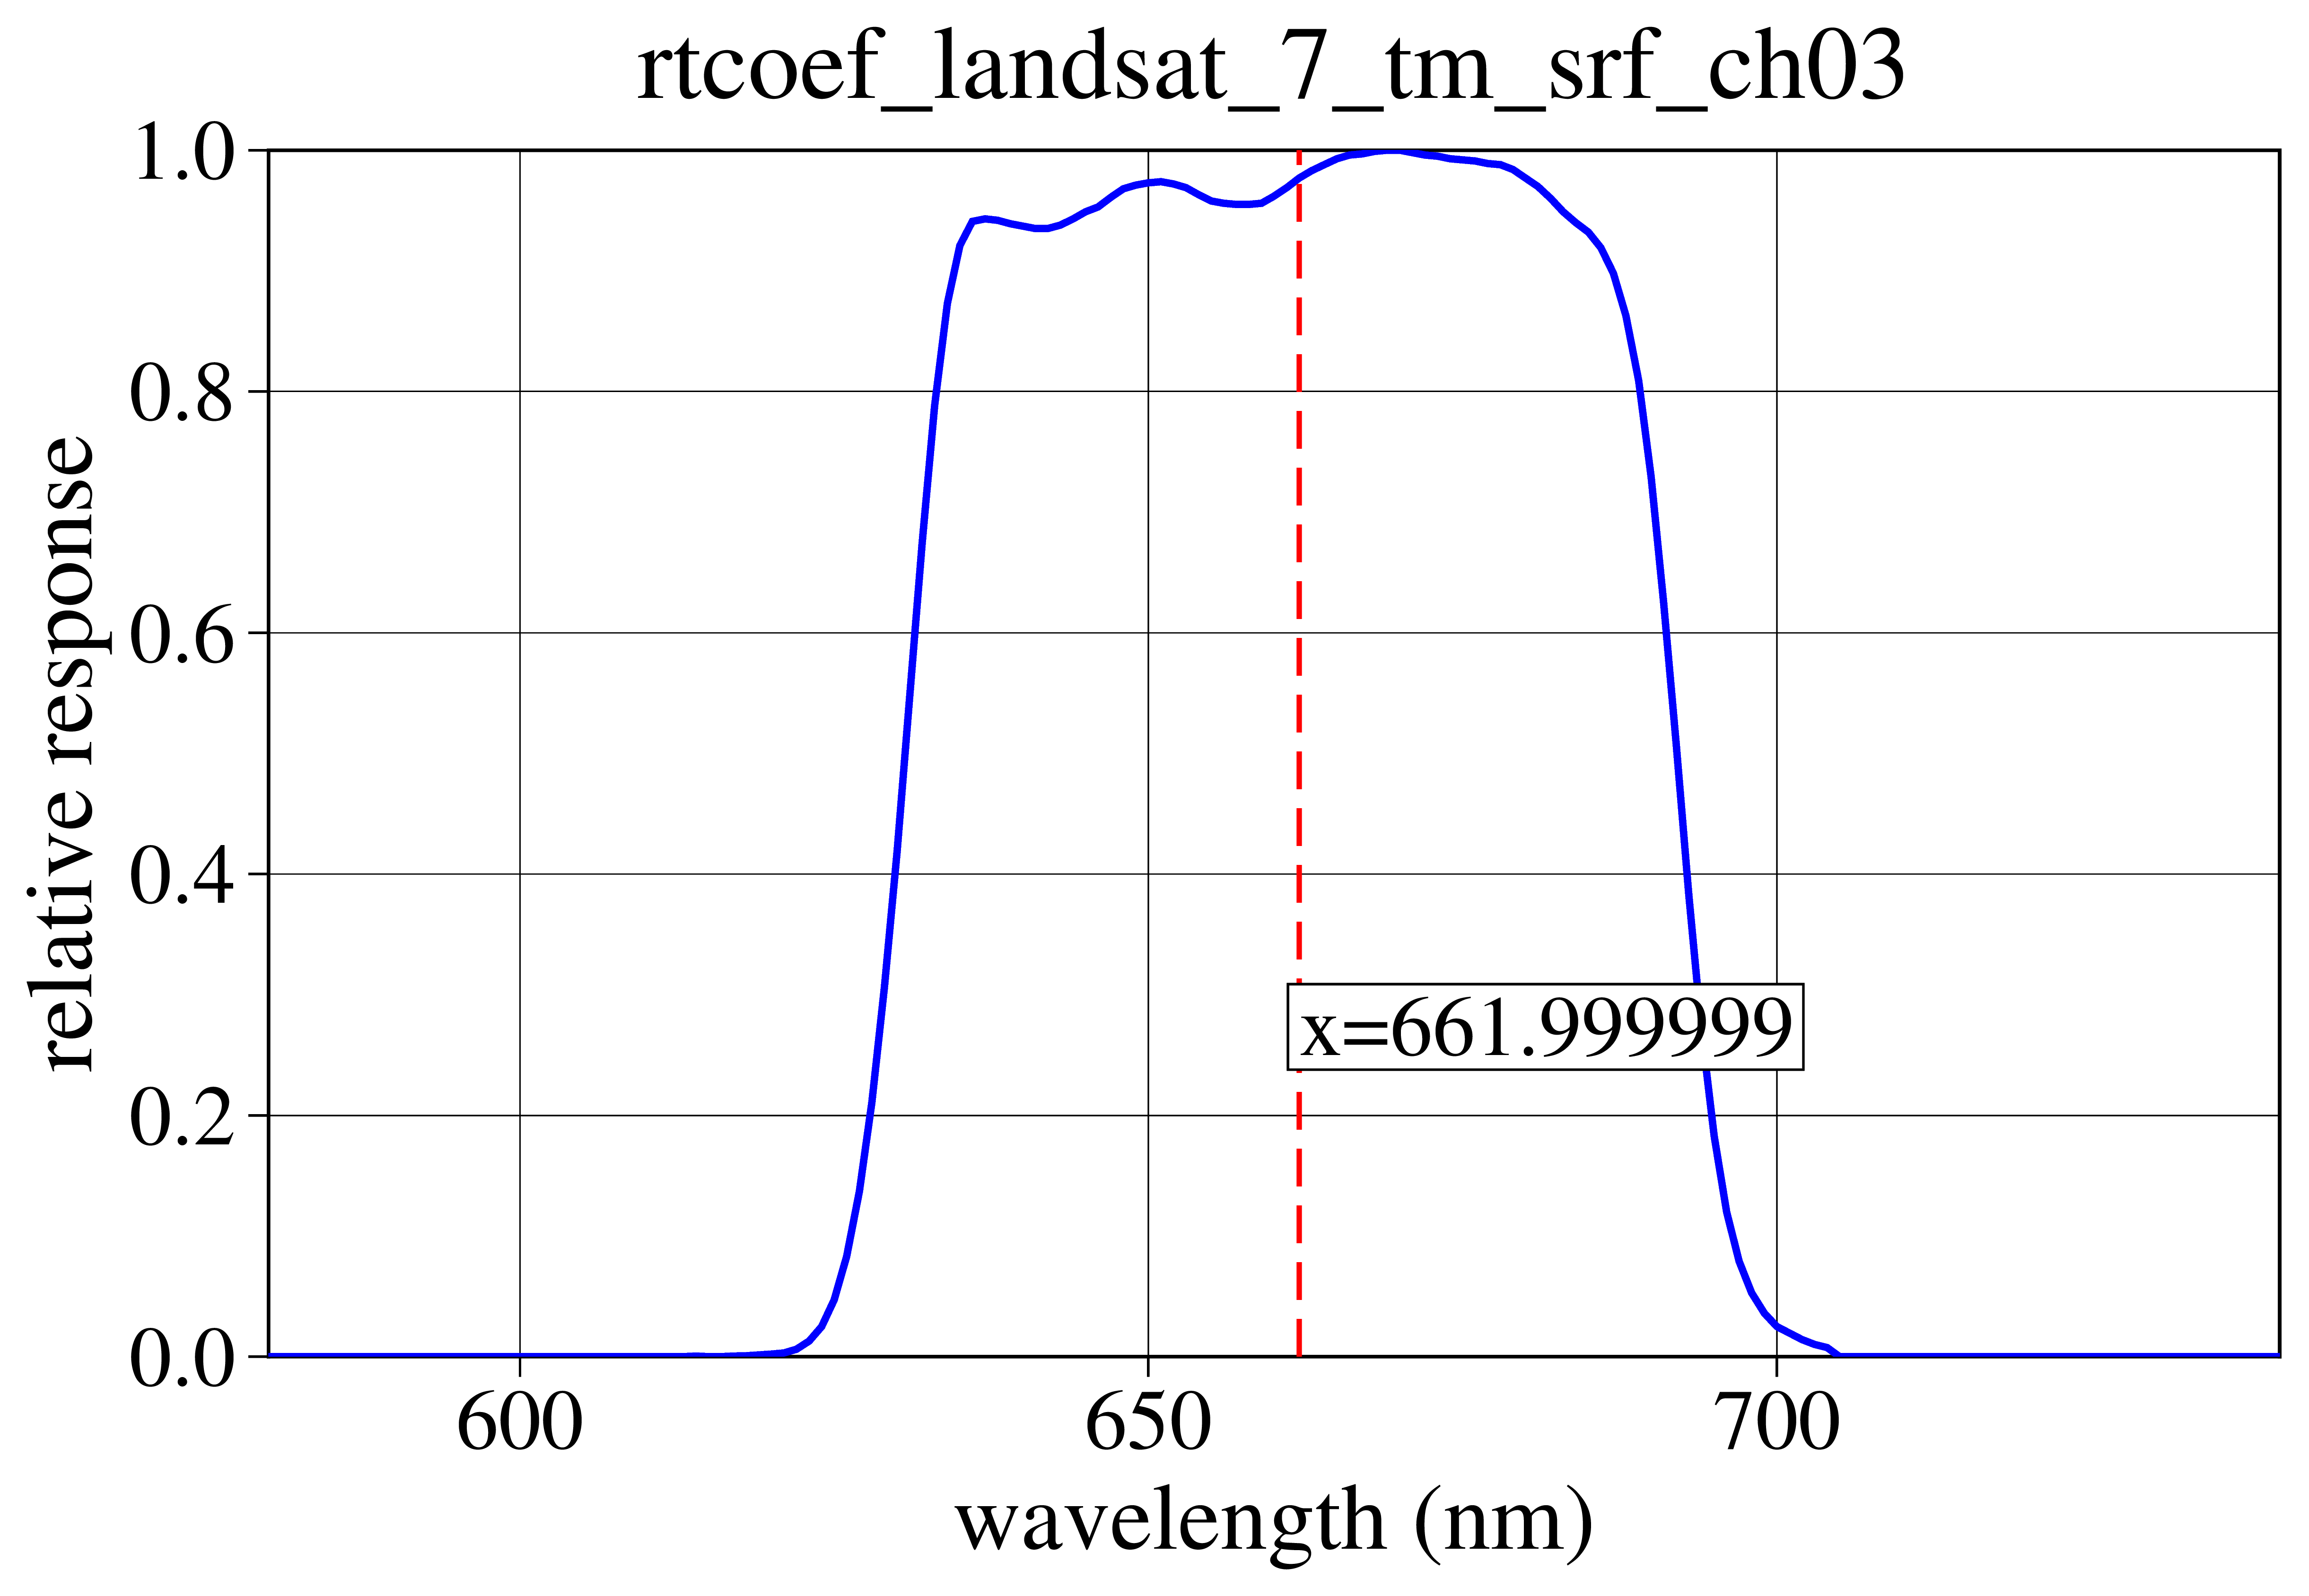 rtcoef_landsat_7_tm_srf_ch03
1.0
0.8
0.6
0.4
0.2
0.0
relative response
x=661.999999
600 650 700
wavelength (nm)